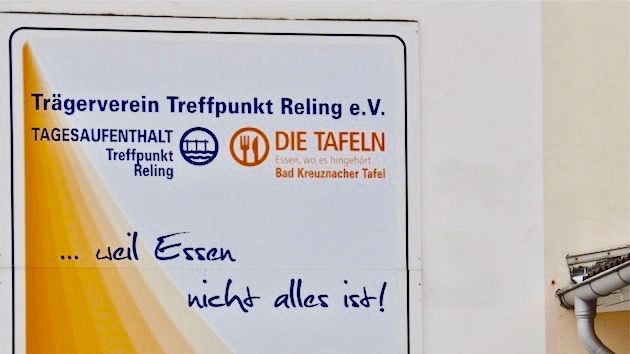 Trägerverein Treffpunkt Reling e.V.
TAGESAUFENTHALT
Treffpunkt
Reling
DIE TAFELN
Essen, wo es hingehört
Bad Kreuznacher Tafel
... weil Essen
nicht alles ist!